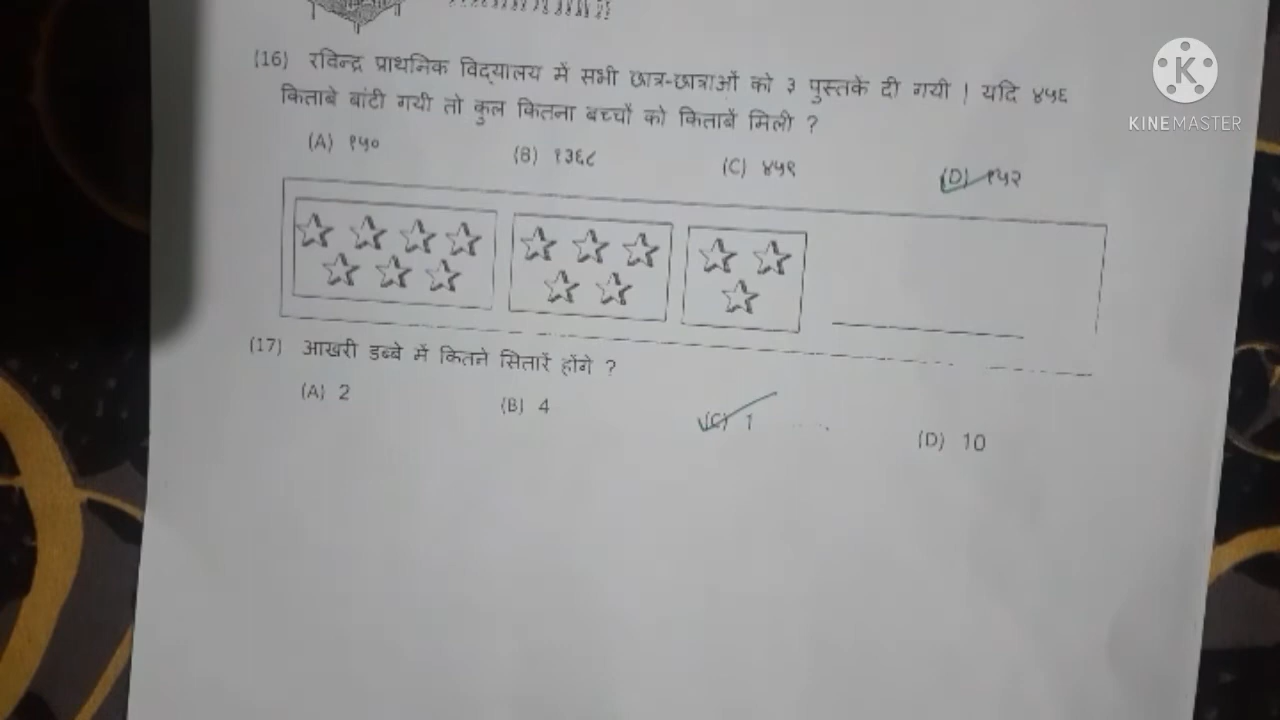 (16) रविन्द्र प्राथनिक विद्यालय में सभी छात्र-छात्राओं को ३ पुस्तकें दी गयी | यदि ४५६
किताबे बांटी गयी तो कुल कितना बच्चों को किताबें मिली ?
(A) १५० (B) १३६८ (C) ४५९ (D) १५२
(17) आखरी डब्बे में कितने सितारें होंगे ?
(A) 2 (B) 4 (C) 1 (D) 10
K
KINEMASTER